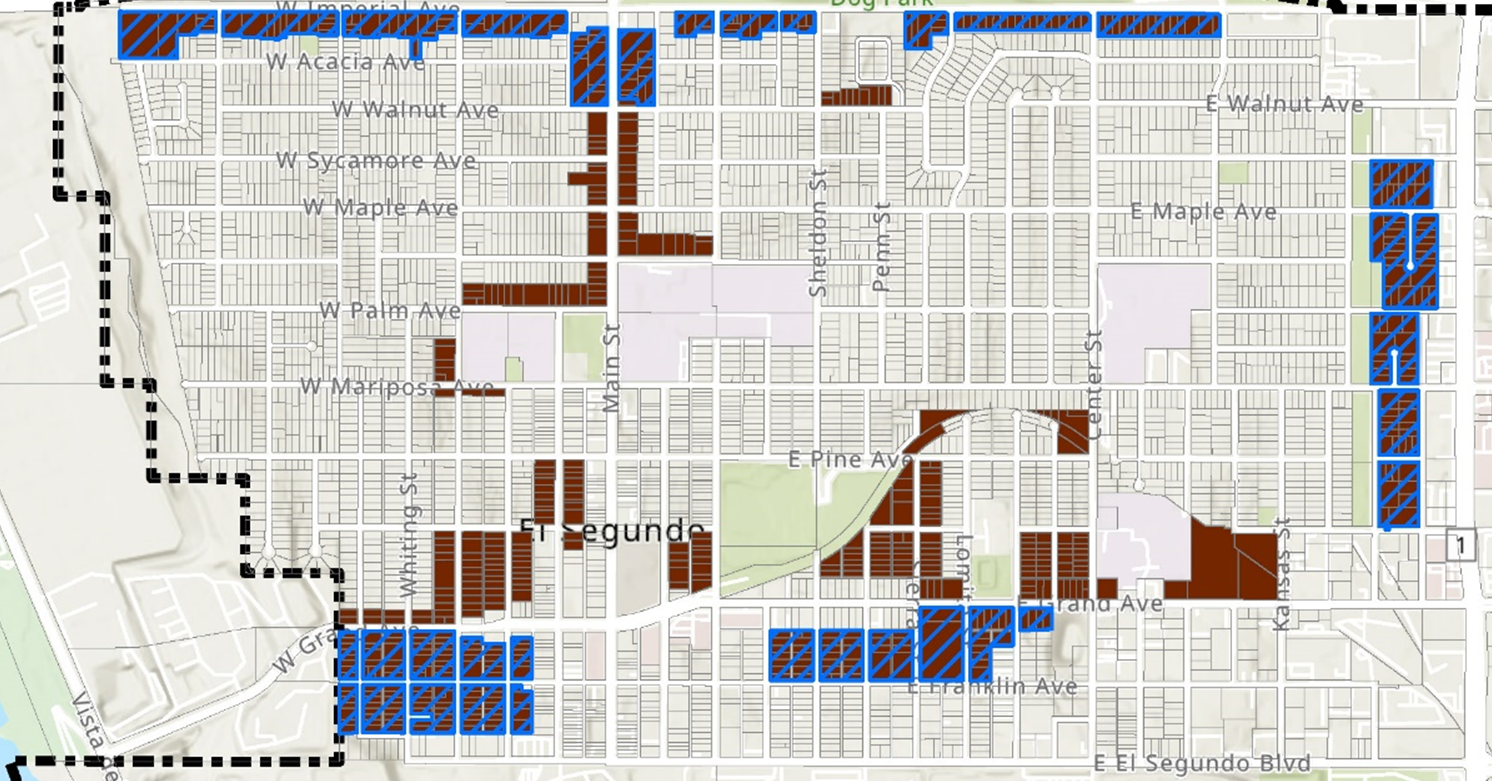 W Imperial Ave
Dog Park
W Acacia Ave
W Walnut Ave
E Walnut Ave
W Sycamore Ave
Sheldon St
Penn St
W Maple Ave
E Maple Ave
W Palm Ave
Main St
Center St
W Mariposa Ave
E Pine Ave
Whiting St
El Segundo
Kansas St
1
E Grand Ave
W Grand Ave
E Franklin Ave
Vista de
E El Segundo Blvd